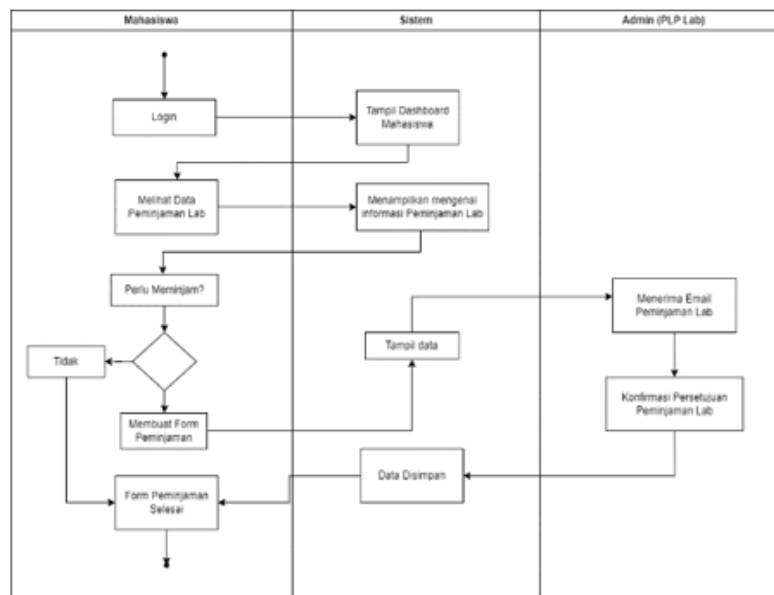 Mahasiswa
Sistem
Admin (PLP Lab)
Login
Tampil Dashboard
Mahasiswa
Melihat Data
Peminjaman Lab
Menampilkan mengenai
informasi Peminjaman Lab
Perlu Meminjam?
Menerima Email
Peminjaman Lab
Tidak
Tampil data
Konfirmasi Persetujuan
Peminjaman Lab
Membuat Form
Peminjaman
Data Disimpan
Form Peminjaman
Selesai